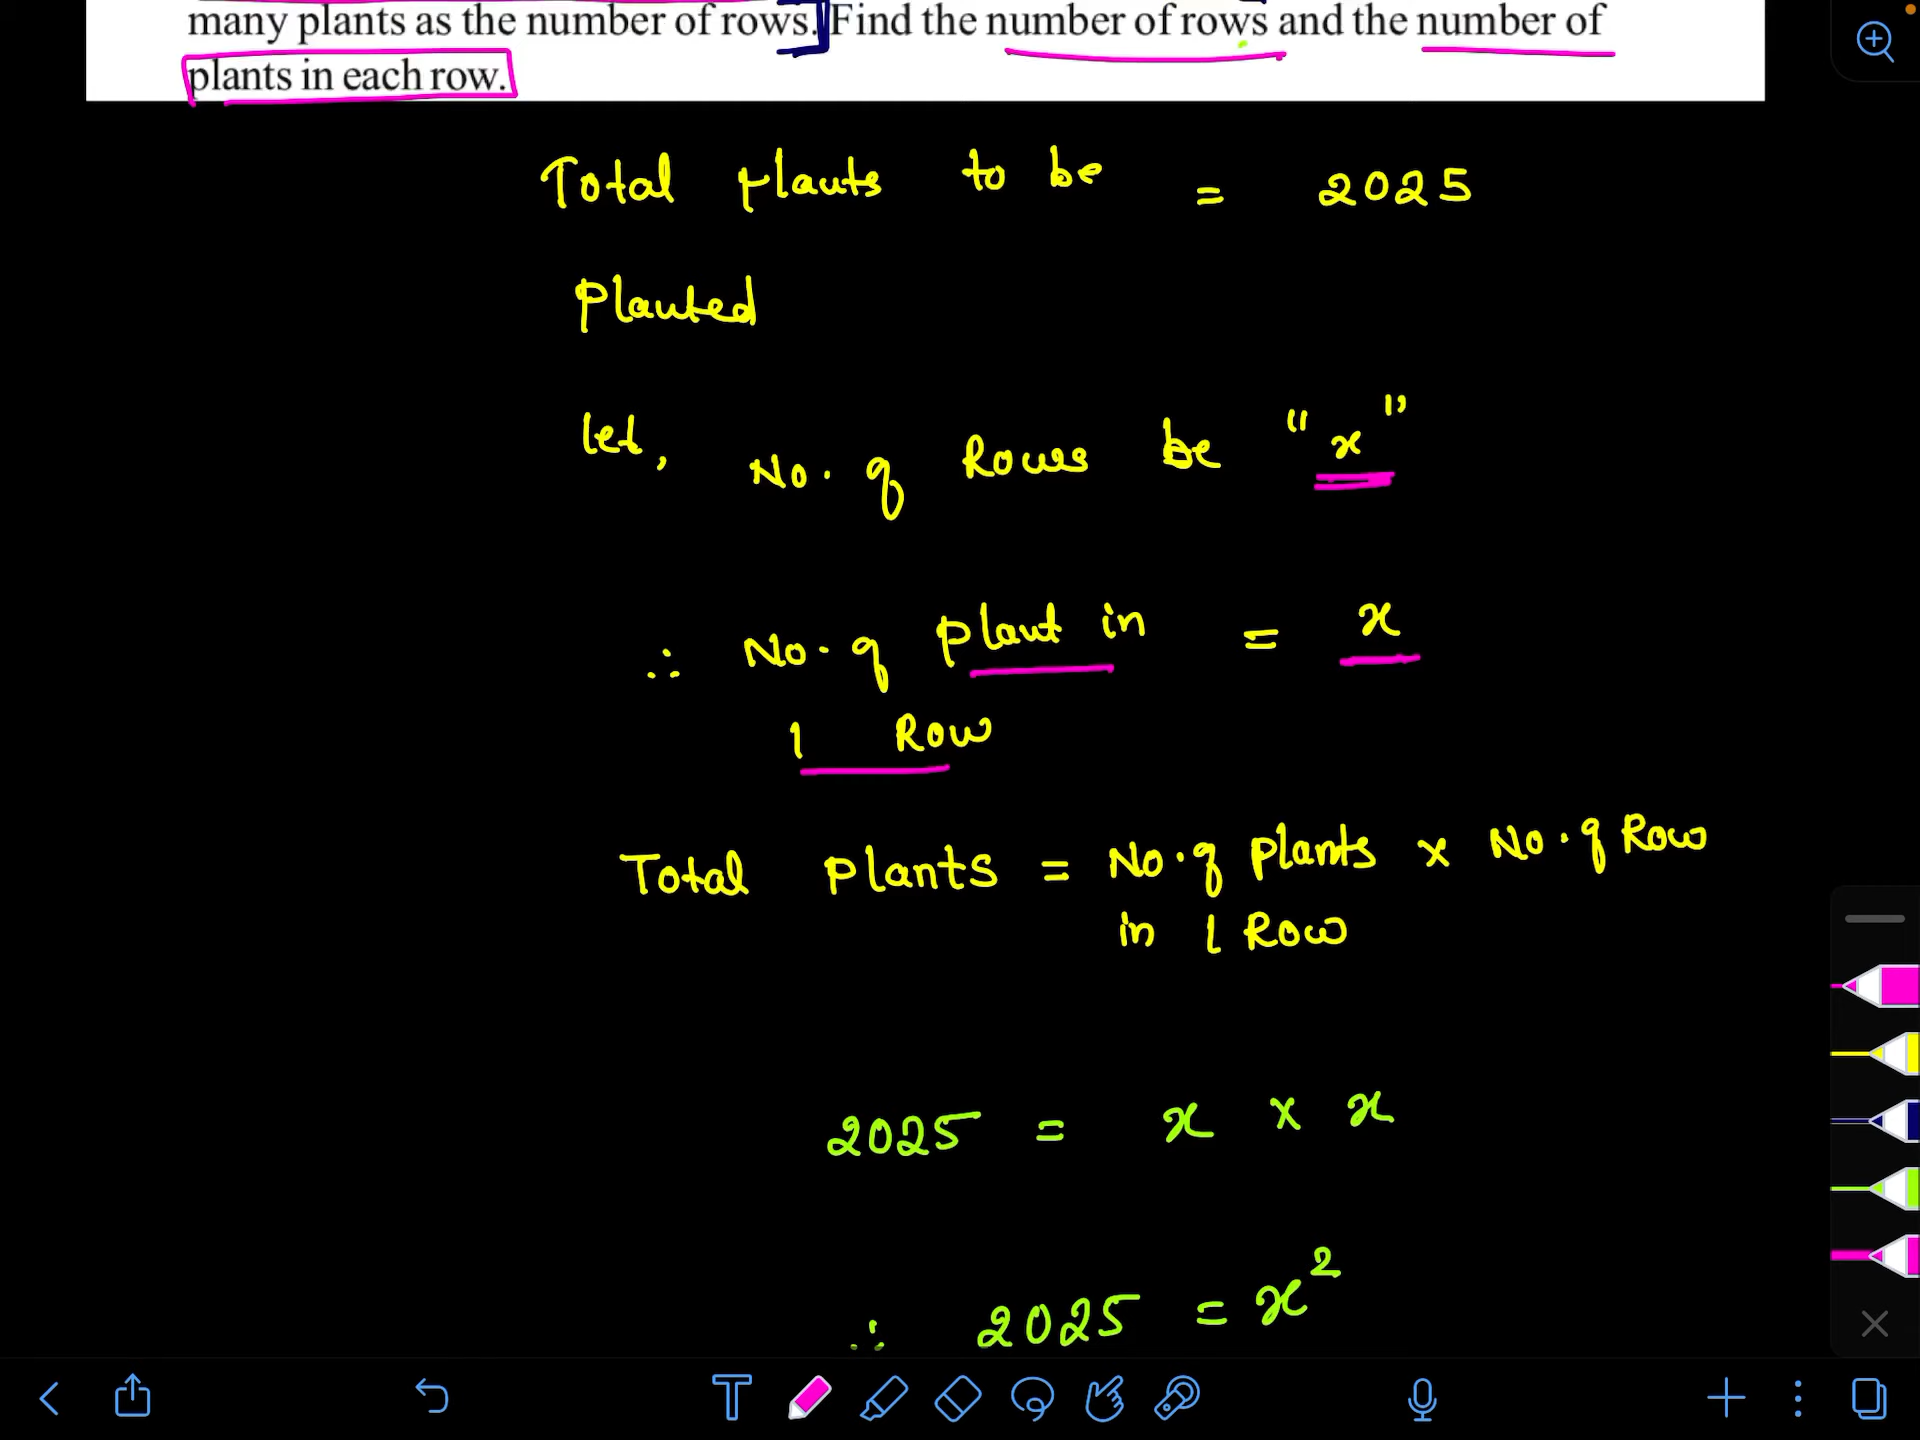 many plants as the number of rows. Find the number of rows and the number of
plants in each row.
Total plants to be = 2025
Planted
let, No. of Rows be "x"
∴ No. of plant in = x
1 Row
Total Plants = No. of plants x No. of Row
in 1 Row
2025 = x x x
∴ 2025 = x²
T